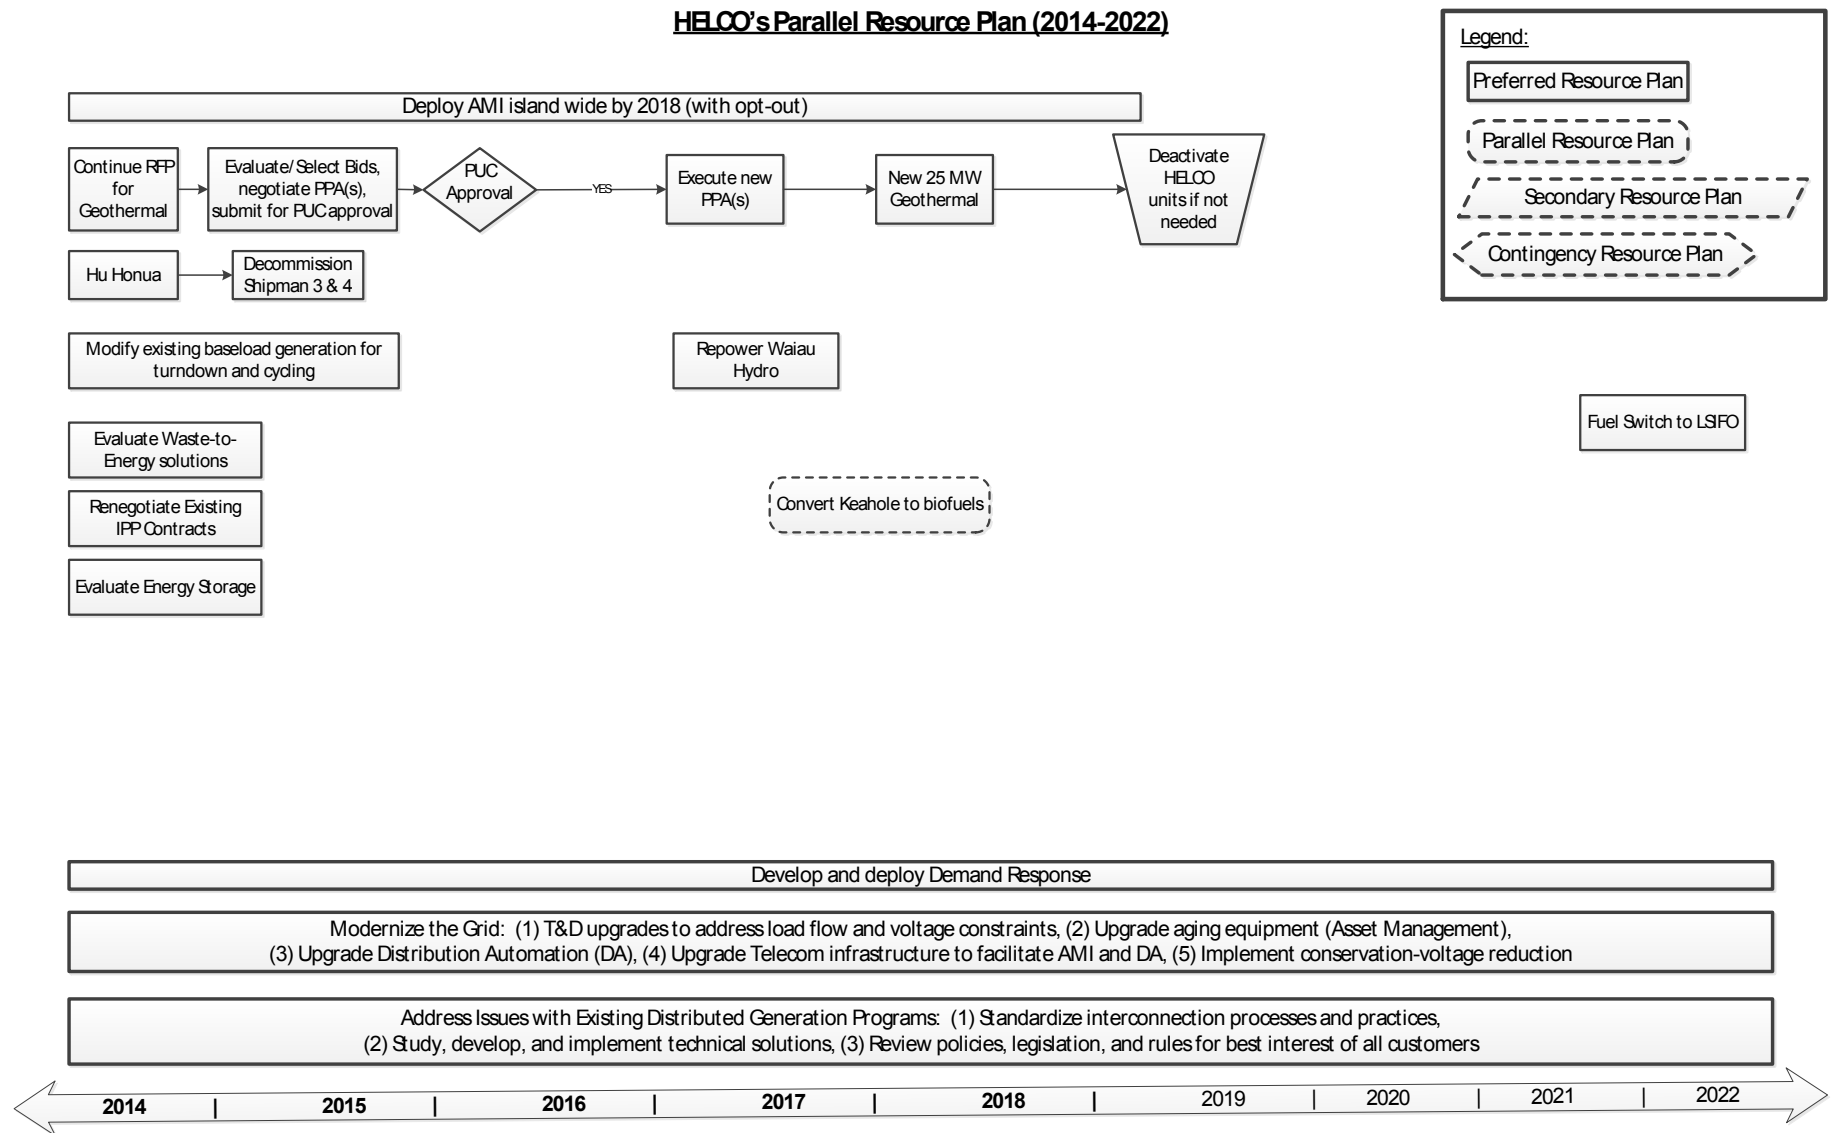 HELCO's Parallel Resource Plan (2014-2022)
Legend:
Preferred Resource Plan
Parallel Resource Plan
Secondary Resource Plan
Contingency Resource Plan
Deploy AMI island wide by 2018 (with opt-out)
Continue RFP
for
Geothermal
Evaluate/Select Bids,
negotiate PPA(s),
submit for PUC approval
PUC
Approval
YES
Execute new
PPA(s)
New 25 MW
Geothermal
Deactivate
HELCO
units if not
needed
Hu Honua
Decommission
Shipman 3 & 4
Modify existing baseload generation for
turndown and cycling
Repower Waiau
Hydro
Fuel Switch to LSIFO
Evaluate Waste-to-
Energy solutions
Renegotiate Existing
IPP Contracts
Convert Keahole to biofuels
Evaluate Energy Storage
Develop and deploy Demand Response
Modernize the Grid: (1) T&D upgrades to address load flow and voltage constraints, (2) Upgrade aging equipment (Asset Management),
(3) Upgrade Distribution Automation (DA), (4) Upgrade Telecom infrastructure to facilitate AMI and DA, (5) Implement conservation-voltage reduction
Address Issues with Existing Distributed Generation Programs: (1) Standardize interconnection processes and practices,
(2) Study, develop, and implement technical solutions, (3) Review policies, legislation, and rules for best interest of all customers
2014 | 2015 | 2016 | 2017 | 2018 | 2019 | 2020 | 2021 | 2022